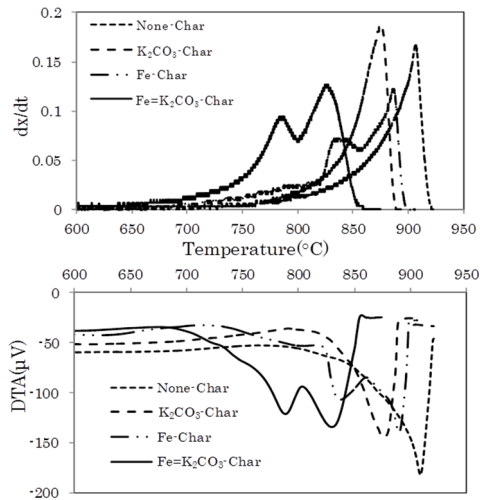 0.2
0.15
0.1
0.05
0
dx/dt
None-Char
K2CO3-Char
Fe-Char
Fe=K2CO3-Char
600 650 700 750 800 850 900 950
Temperature(°C)
600 650 700 750 800 850 900 950
0
-50
-100
-150
-200
DTA(μV)
None-Char
K2CO3-Char
Fe-Char
Fe=K2CO3-Char